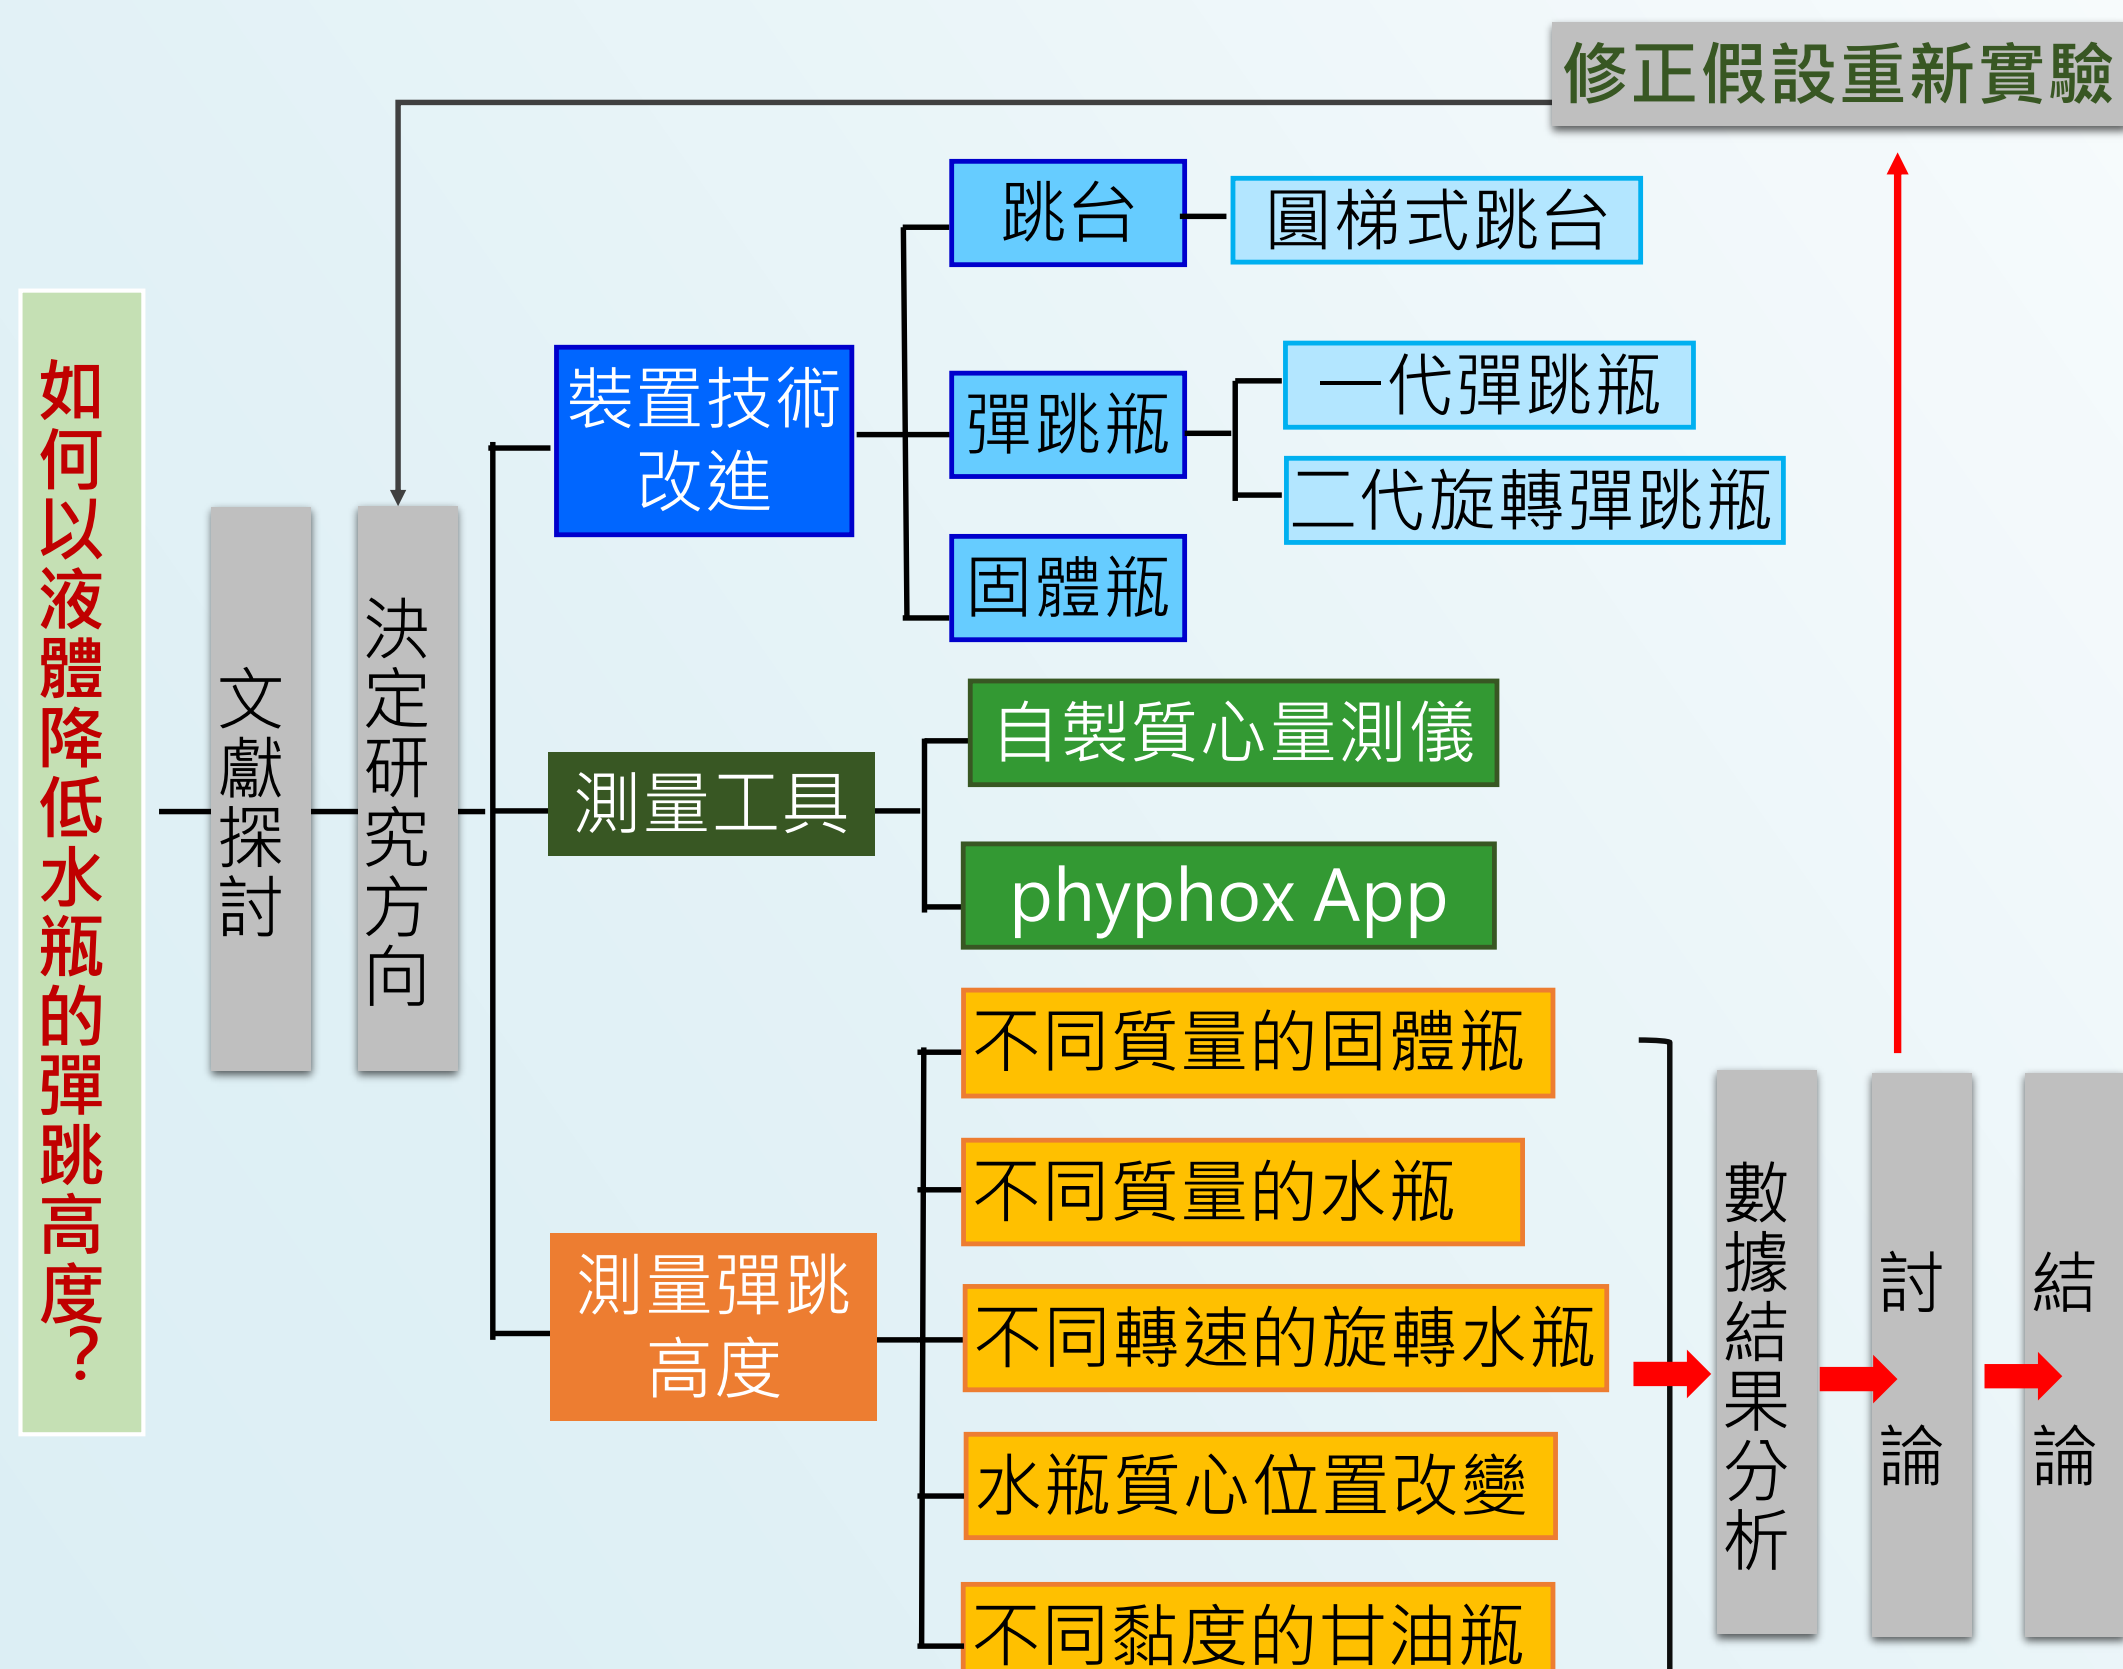 修正假設重新實驗
如何以液體降低水瓶的彈跳高度？
文獻探討
決定研究方向
裝置技術
改進
跳台
圓梯式跳台
彈跳瓶
一代彈跳瓶
二代旋轉彈跳瓶
固體瓶
測量工具
自製質心量測儀
phyphox App
測量彈跳
高度
不同質量的固體瓶
不同質量的水瓶
不同轉速的旋轉水瓶
水瓶質心位置改變
不同黏度的甘油瓶
數據結果分析
討論
結論